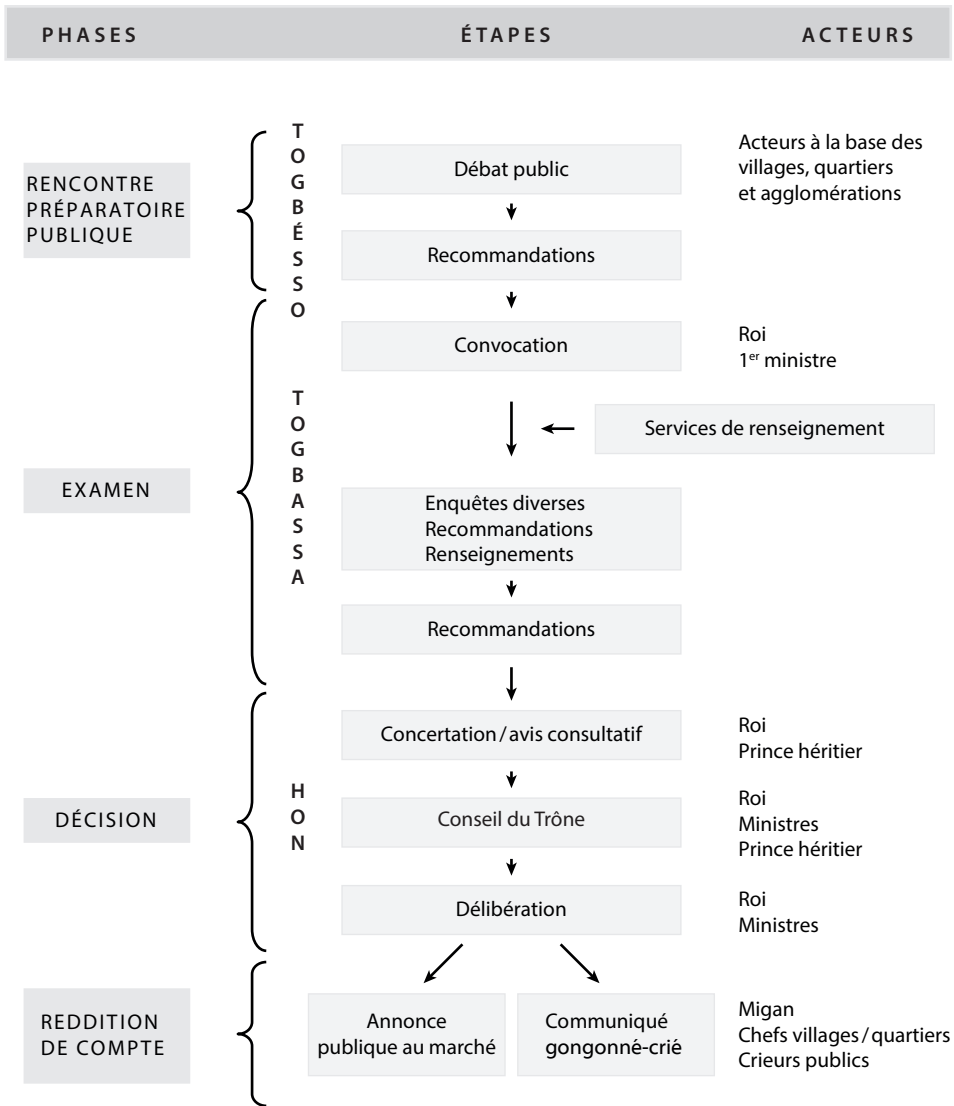 PHASES ÉTAPES ACTEURS
RENCONTRE
PRÉPARATOIRE
PUBLIQUE
TOGBÉSSO
Débat public
Acteurs à la base des
villages, quartiers
et agglomérations
Recommandations
EXAMEN
TOGBASSA
Convocation
Roi
1er ministre
Services de renseignement
Enquêtes diverses
Recommandations
Renseignements
Recommandations
DÉCISION
HON
Concertation / avis consultatif
Roi
Prince héritier
Conseil du Trône
Roi
Ministres
Prince héritier
Délibération
Roi
Ministres
REDDITION
DE COMPTE
Annonce
publique au marché
Communiqué
gongonné-crié
Migan
Chefs villages / quartiers
Crieurs publics